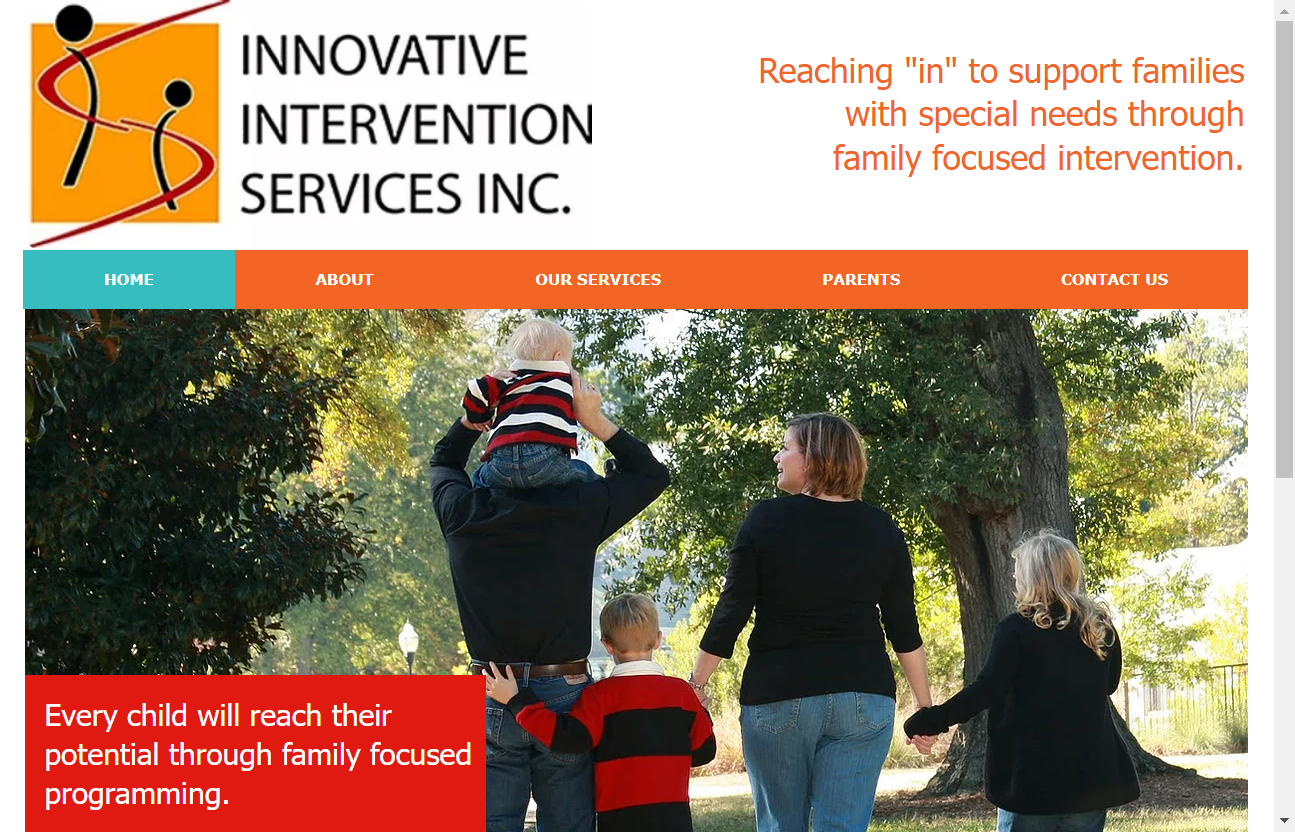 INNOVATIVE
INTERVENTION
SERVICES INC.
Reaching "in" to support families
with special needs through
family focused intervention.
HOME
ABOUT
OUR SERVICES
PARENTS
CONTACT US
Every child will reach their
potential through family focused
programming.